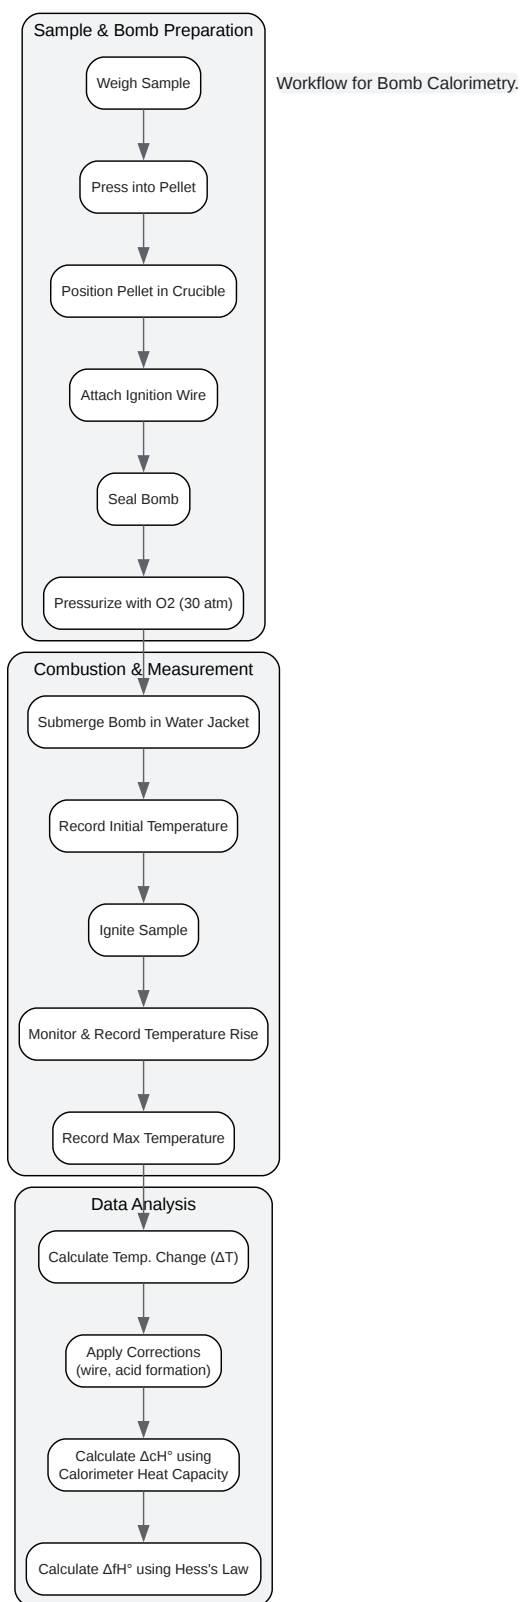 Sample & Bomb Preparation
Weigh Sample
Workflow for Bomb Calorimetry.
Press into Pellet
Position Pellet in Crucible
Attach Ignition Wire
Seal Bomb
Pressurize with O2 (30 atm)
Combustion & Measurement
Submerge Bomb in Water Jacket
Record Initial Temperature
Ignite Sample
Monitor & Record Temperature Rise
Record Max Temperature
Data Analysis
Calculate Temp. Change (ΔT)
Apply Corrections
(wire, acid formation)
Calculate ΔcH° using
Calorimeter Heat Capacity
Calculate ΔfH° using Hess's Law